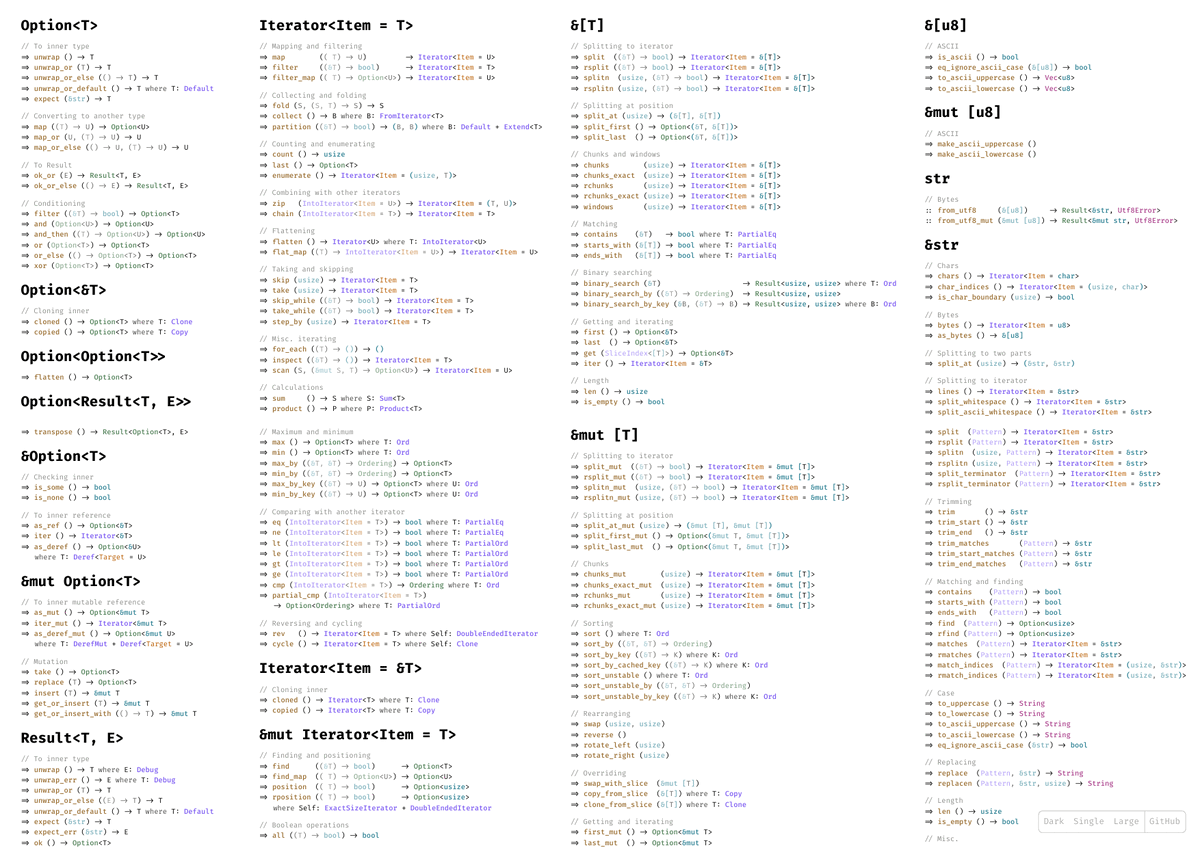 Option<T>
// To inner type
⇒ unwrap () → T
⇒ unwrap_or (T) → T
⇒ unwrap_or_else (() → T) → T
⇒ unwrap_or_default () → T where T: Default
⇒ expect (&str) → T
// Converting to another type
⇒ map ((T) → U) → Option<U>
⇒ map_or (U, (T) → U) → U
⇒ map_or_else (() → U, (T) → U) → U
// To Result
⇒ ok_or (E) → Result<T, E>
⇒ ok_or_else (() → E) → Result<T, E>
// Conditioning
⇒ filter ((&T) → bool) → Option<T>
⇒ and (Option<U>) → Option<U>
⇒ and_then ((T) → Option<U>) → Option<U>
⇒ or (Option<T>) → Option<T>
⇒ or_else (() → Option<T>) → Option<T>
⇒ xor (Option<T>) → Option<T>
Option<&T>
// Cloning inner
⇒ cloned () → Option<T> where T: Clone
⇒ copied () → Option<T> where T: Copy
Option<Option<T>>
⇒ flatten () → Option<T>
Option<Result<T, E>>
⇒ transpose () → Result<Option<T>, E>
&Option<T>
// Checking inner
⇒ is_some () → bool
⇒ is_none () → bool
// To inner reference
⇒ as_ref () → Option<&T>
⇒ iter () → Iterator<&T>
⇒ as_deref () → Option<&U>
where T: Deref<Target = U>
&mut Option<T>
// To inner mutable reference
⇒ as_mut () → Option<&mut T>
⇒ iter_mut () → Iterator<&mut T>
⇒ as_deref_mut () → Option<&mut U>
where T: DerefMut + Deref<Target = U>
// Mutation
⇒ take () → Option<T>
⇒ replace (T) → Option<T>
⇒ insert (T) → &mut T
⇒ get_or_insert (T) → &mut T
⇒ get_or_insert_with (() → T) → &mut T
Result<T, E>
// To inner type
⇒ unwrap () → T where E: Debug
⇒ unwrap_err () → E where T: Debug
⇒ unwrap_or (T) → T
⇒ unwrap_or_else ((E) → T) → T
⇒ unwrap_or_default () → T where T: Default
⇒ expect (&str) → T
⇒ expect_err (&str) → E
⇒ ok () → Option<T>
Iterator<Item = T>
// Mapping and filtering
⇒ map (( T) → U) → Iterator<Item = U>
⇒ filter ((&T) → bool) → Iterator<Item = T>
⇒ filter_map (( T) → Option<U>) → Iterator<Item = U>
// Collecting and folding
⇒ fold (S, (S, T) → S) → S
⇒ collect () → B where B: FromIterator<T>
⇒ partition ((&T) → bool) → (B, B) where B: Default + Extend<T>
// Counting and enumerating
⇒ count () → usize
⇒ last () → Option<T>
⇒ enumerate () → Iterator<Item = (usize, T)>
// Combining with other iterators
⇒ zip (IntoIterator<Item = U>) → Iterator<Item = (T, U)>
⇒ chain (IntoIterator<Item = T>) → Iterator<Item = T>
// Flattening
⇒ flatten () → Iterator<U> where T: IntoIterator<U>
⇒ flat_map ((T) → IntoIterator<Item = U>) → Iterator<Item = U>
// Taking and skipping
⇒ skip (usize) → Iterator<Item = T>
⇒ take (usize) → Iterator<Item = T>
⇒ skip_while ((&T) → bool) → Iterator<Item = T>
⇒ take_while ((&T) → bool) → Iterator<Item = T>
⇒ step_by (usize) → Iterator<Item = T>
// Misc. iterating
⇒ for_each ((T) → ()) → ()
⇒ inspect ((&T) → ()) → Iterator<Item = T>
⇒ scan (S, (&mut S, T) → Option<U>) → Iterator<Item = U>
// Calculations
⇒ sum () → S where S: Sum<T>
⇒ product () → P where P: Product<T>
// Maximum and minimum
⇒ max () → Option<T> where T: Ord
⇒ min () → Option<T> where T: Ord
⇒ max_by ((&T, &T) → Ordering) → Option<T>
⇒ min_by ((&T, &T) → Ordering) → Option<T>
⇒ max_by_key ((&T) → U) → Option<T> where U: Ord
⇒ min_by_key ((&T) → U) → Option<T> where U: Ord
// Comparing with another iterator
⇒ eq (IntoIterator<Item = T>) → bool where T: PartialEq
⇒ ne (IntoIterator<Item = T>) → bool where T: PartialEq
⇒ lt (IntoIterator<Item = T>) → bool where T: PartialOrd
⇒ le (IntoIterator<Item = T>) → bool where T: PartialOrd
⇒ gt (IntoIterator<Item = T>) → bool where T: PartialOrd
⇒ ge (IntoIterator<Item = T>) → bool where T: PartialOrd
⇒ cmp (IntoIterator<Item = T>) → Ordering where T: Ord
⇒ partial_cmp (IntoIterator<Item = T>)
→ Option<Ordering> where T: PartialOrd
// Reversing and cycling
⇒ rev () → Iterator<Item = T> where Self: DoubleEndedIterator
⇒ cycle () → Iterator<Item = T> where Self: Clone
Iterator<Item = &T>
// Cloning inner
⇒ cloned () → Iterator<T> where T: Clone
⇒ copied () → Iterator<T> where T: Copy
&mut Iterator<Item = T>
// Finding and positioning
⇒ find ((&T) → bool) → Option<T>
⇒ find_map (( T) → Option<U>) → Option<U>
⇒ position (( T) → bool) → Option<usize>
⇒ rposition (( T) → bool) → Option<usize>
where Self: ExactSizeIterator + DoubleEndedIterator
// Boolean operations
⇒ all ((T) → bool) → bool
&[T]
// Splitting to iterator
⇒ split ((&T) → bool) → Iterator<Item = &[T]>
⇒ rsplit ((&T) → bool) → Iterator<Item = &[T]>
⇒ splitn (usize, (&T) → bool) → Iterator<Item = &[T]>
⇒ rsplitn (usize, (&T) → bool) → Iterator<Item = &[T]>
// Splitting at position
⇒ split_at (usize) → (&[T], &[T])
⇒ split_first () → Option<(&T, &[T])>
⇒ split_last () → Option<(&T, &[T])>
// Chunks and windows
⇒ chunks (usize) → Iterator<Item = &[T]>
⇒ chunks_exact (usize) → Iterator<Item = &[T]>
⇒ rchunks (usize) → Iterator<Item = &[T]>
⇒ rchunks_exact (usize) → Iterator<Item = &[T]>
⇒ windows (usize) → Iterator<Item = &[T]>
// Matching
⇒ contains (&T) → bool where T: PartialEq
⇒ starts_with (&[T]) → bool where T: PartialEq
⇒ ends_with (&[T]) → bool where T: PartialEq
// Binary searching
⇒ binary_search (&T) → Result<usize, usize> where T: Ord
⇒ binary_search_by ((&T) → Ordering) → Result<usize, usize>
⇒ binary_search_by_key (&B, (&T) → B) → Result<usize, usize> where B: Ord
// Getting and iterating
⇒ first () → Option<&T>
⇒ last () → Option<&T>
⇒ get (SliceIndex<[T]>) → Option<&T>
⇒ iter () → Iterator<Item = &T>
// Length
⇒ len () → usize
⇒ is_empty () → bool
&mut [T]
// Splitting to iterator
⇒ split_mut ((&T) → bool) → Iterator<Item = &mut [T]>
⇒ rsplit_mut ((&T) → bool) → Iterator<Item = &mut [T]>
⇒ splitn_mut (usize, (&T) → bool) → Iterator<Item = &mut [T]>
⇒ rsplitn_mut (usize, (&T) → bool) → Iterator<Item = &mut [T]>
// Splitting at position
⇒ split_at_mut (usize) → (&mut [T], &mut [T])
⇒ split_first_mut () → Option<(&mut T, &mut [T])>
⇒ split_last_mut () → Option<(&mut T, &mut [T])>
// Chunks
⇒ chunks_mut (usize) → Iterator<Item = &mut [T]>
⇒ chunks_exact_mut (usize) → Iterator<Item = &mut [T]>
⇒ rchunks_mut (usize) → Iterator<Item = &mut [T]>
⇒ rchunks_exact_mut (usize) → Iterator<Item = &mut [T]>
// Sorting
⇒ sort () where T: Ord
⇒ sort_by ((&T, &T) → Ordering)
⇒ sort_by_key ((&T) → K) where K: Ord
⇒ sort_by_cached_key ((&T) → K) where K: Ord
⇒ sort_unstable () where T: Ord
⇒ sort_unstable_by ((&T, &T) → Ordering)
⇒ sort_unstable_by_key ((&T) → K) where K: Ord
// Rearranging
⇒ swap (usize, usize)
⇒ reverse ()
⇒ rotate_left (usize)
⇒ rotate_right (usize)
// Overriding
⇒ swap_with_slice (&mut [T])
⇒ copy_from_slice (&[T]) where T: Copy
⇒ clone_from_slice (&[T]) where T: Clone
// Getting and iterating
⇒ first_mut () → Option<&mut T>
⇒ last_mut () → Option<&mut T>
&[u8]
// ASCII
⇒ is_ascii () → bool
⇒ eq_ignore_ascii_case (&[u8]) → bool
⇒ to_ascii_uppercase () → Vec<u8>
⇒ to_ascii_lowercase () → Vec<u8>
&mut [u8]
// ASCII
⇒ make_ascii_uppercase ()
⇒ make_ascii_lowercase ()
str
// Bytes
:: from_utf8 (&[u8]) → Result<&str, Utf8Error>
:: from_utf8_mut (&mut [u8]) → Result<&mut str, Utf8Error>
&str
// Chars
⇒ chars () → Iterator<Item = char>
⇒ char_indices () → Iterator<Item = (usize, char)>
⇒ is_char_boundary (usize) → bool
// Bytes
⇒ bytes () → Iterator<Item = u8>
⇒ as_bytes () → &[u8]
// Splitting to two parts
⇒ split_at (usize) → (&str, &str)
// Splitting to iterator
⇒ lines () → Iterator<Item = &str>
⇒ split_whitespace () → Iterator<Item = &str>
⇒ split_ascii_whitespace () → Iterator<Item = &str>
⇒ split (Pattern) → Iterator<Item = &str>
⇒ rsplit (Pattern) → Iterator<Item = &str>
⇒ splitn (usize, Pattern) → Iterator<Item = &str>
⇒ rsplitn (usize, Pattern) → Iterator<Item = &str>
⇒ split_terminator (Pattern) → Iterator<Item = &str>
⇒ rsplit_terminator (Pattern) → Iterator<Item = &str>
// Trimming
⇒ trim () → &str
⇒ trim_start () → &str
⇒ trim_end () → &str
⇒ trim_matches (Pattern) → &str
⇒ trim_start_matches (Pattern) → &str
⇒ trim_end_matches (Pattern) → &str
// Matching and finding
⇒ contains (Pattern) → bool
⇒ starts_with (Pattern) → bool
⇒ ends_with (Pattern) → bool
⇒ find (Pattern) → Option<usize>
⇒ rfind (Pattern) → Option<usize>
⇒ matches (Pattern) → Iterator<Item = &str>
⇒ rmatches (Pattern) → Iterator<Item = &str>
⇒ match_indices (Pattern) → Iterator<Item = (usize, &str)>
⇒ rmatch_indices (Pattern) → Iterator<Item = (usize, &str)>
// Case
⇒ to_uppercase () → String
⇒ to_lowercase () → String
⇒ to_ascii_uppercase () → String
⇒ to_ascii_lowercase () → String
⇒ eq_ignore_ascii_case (&str) → bool
// Replacing
⇒ replace (Pattern, &str) → String
⇒ replacen (Pattern, &str, usize) → String
// Length
⇒ len () → usize
⇒ is_empty () → bool
// Misc.
Dark Single Large GitHub